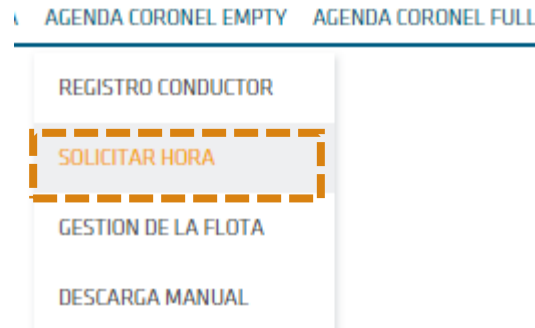 AGENDA CORONEL EMPTY AGENDA CORONEL FULL
REGISTRO CONDUCTOR
SOLICITAR HORA
GESTION DE LA FLOTA
DESCARGA MANUAL